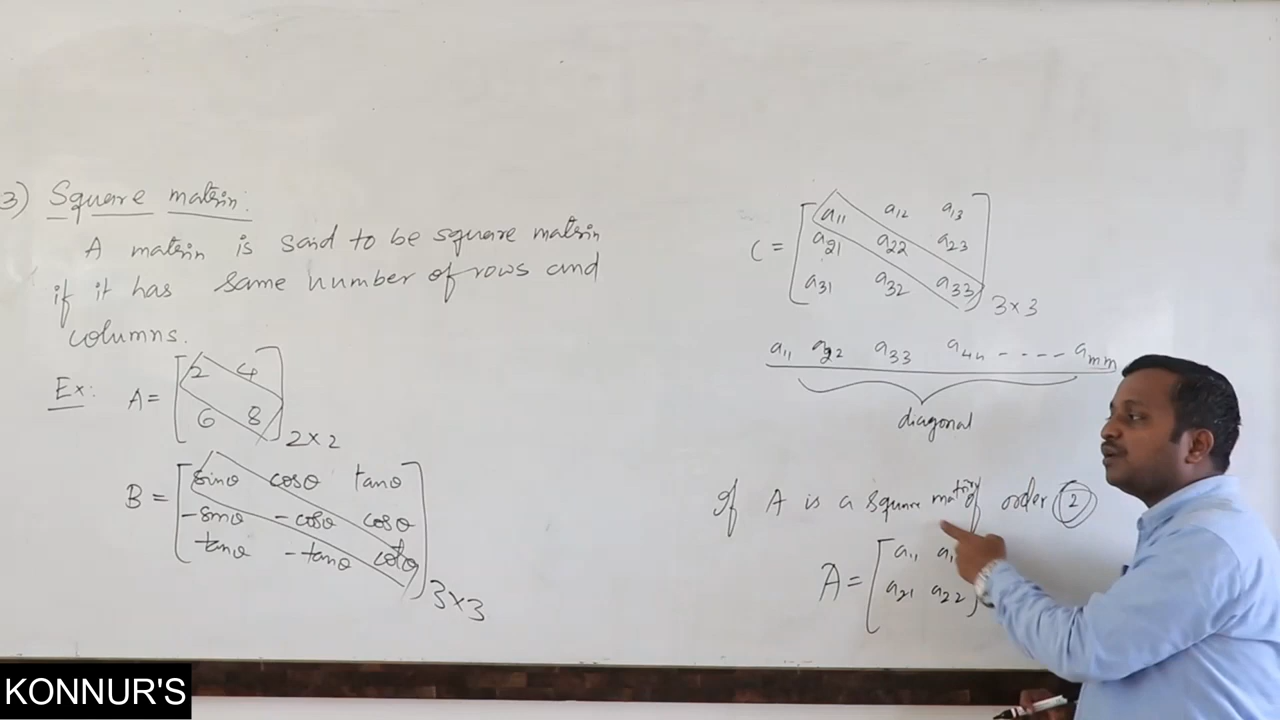 3) Square matrix:
A matrix is said to be square matrix
if it has same number of rows and
columns.
Ex: A = [2 4
6 8] 2×2
B = [sinθ cosθ tanθ
-sinθ -cosθ cosθ
tanθ -tanθ cotθ] 3×3
C = [a11 a12 a13
a21 a22 a23
a31 a32 a33] 3×3
a11 a22 a33 a44 ---- amm
diagonal
If A is a square matrix of order 2
A = [a11
a21 a22]
KONNUR'S